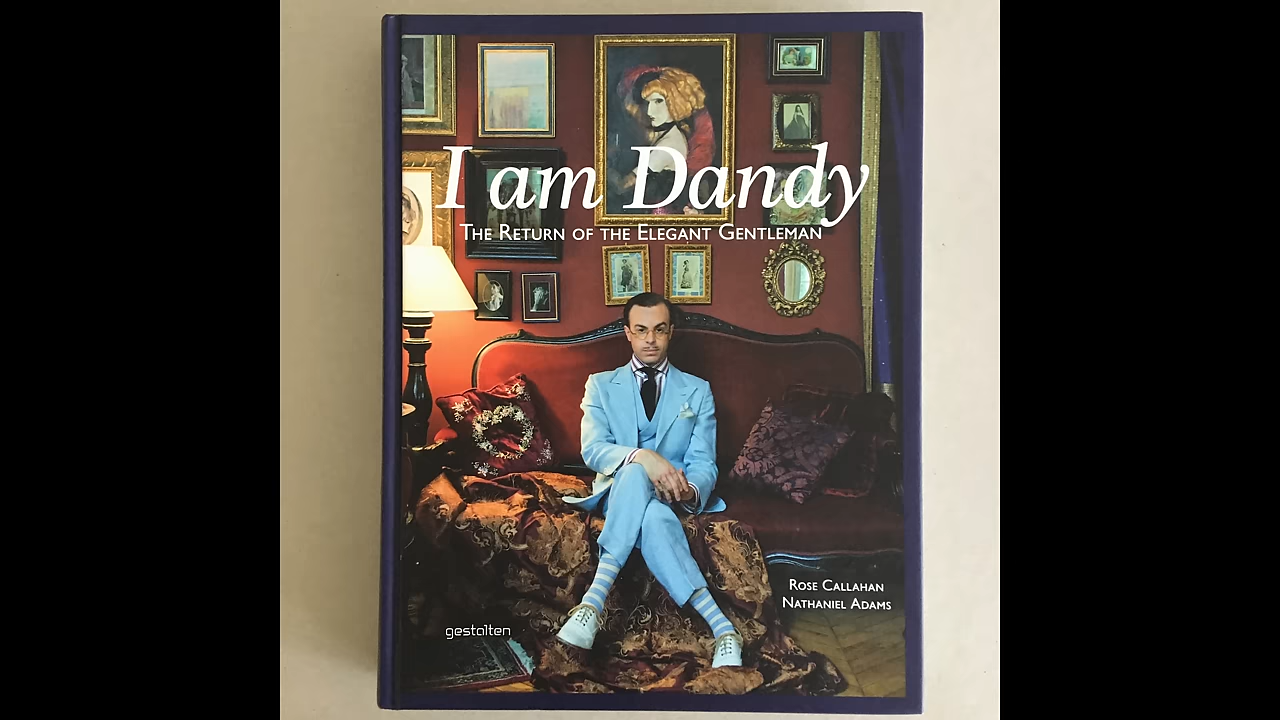 I am Dandy
The Return of the Elegant Gentleman
Rose Callahan
Nathaniel Adams
gestalten